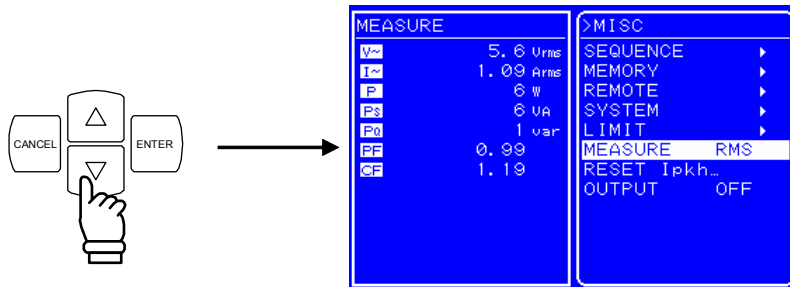 CANCEL
ENTER
MEASURE
V~ 5.6 Vrms
I~ 1.09 Arms
P 6 W
PS 6 VA
PQ 1 var
PF 0.99
CF 1.19
>MISC
SEQUENCE
MEMORY
REMOTE
SYSTEM
LIMIT
MEASURE RMS
RESET Ipkh…
OUTPUT OFF